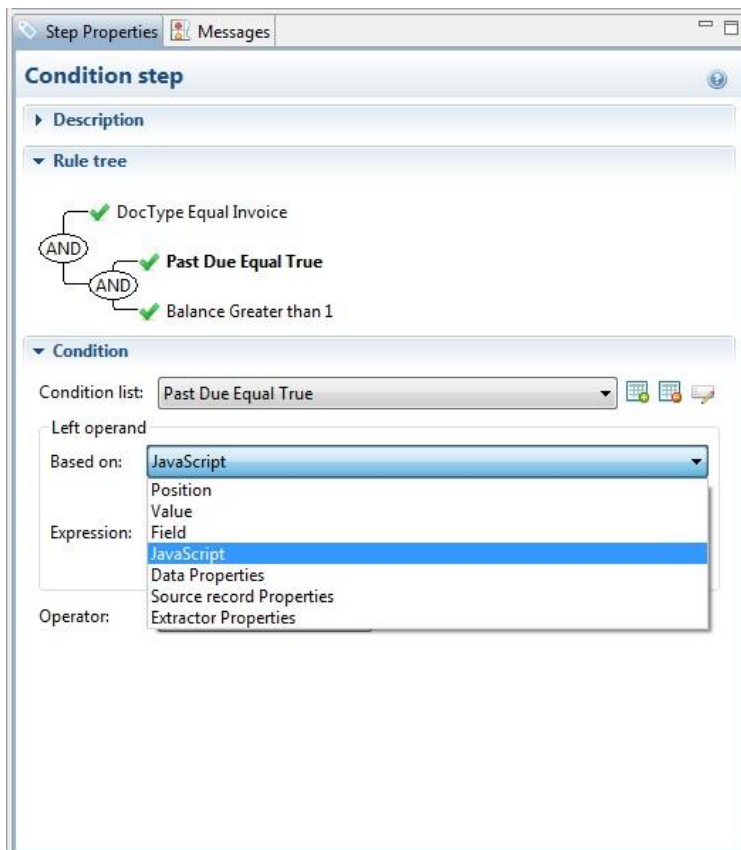 Step Properties Messages
Condition step
Description
Rule tree
DocType Equal Invoice
AND
Past Due Equal True
AND
Balance Greater than 1
Condition
Condition list: Past Due Equal True
Left operand
Based on: JavaScript
Position
Value
Expression: Field
JavaScript
Data Properties
Source record Properties
Operator: Extractor Properties